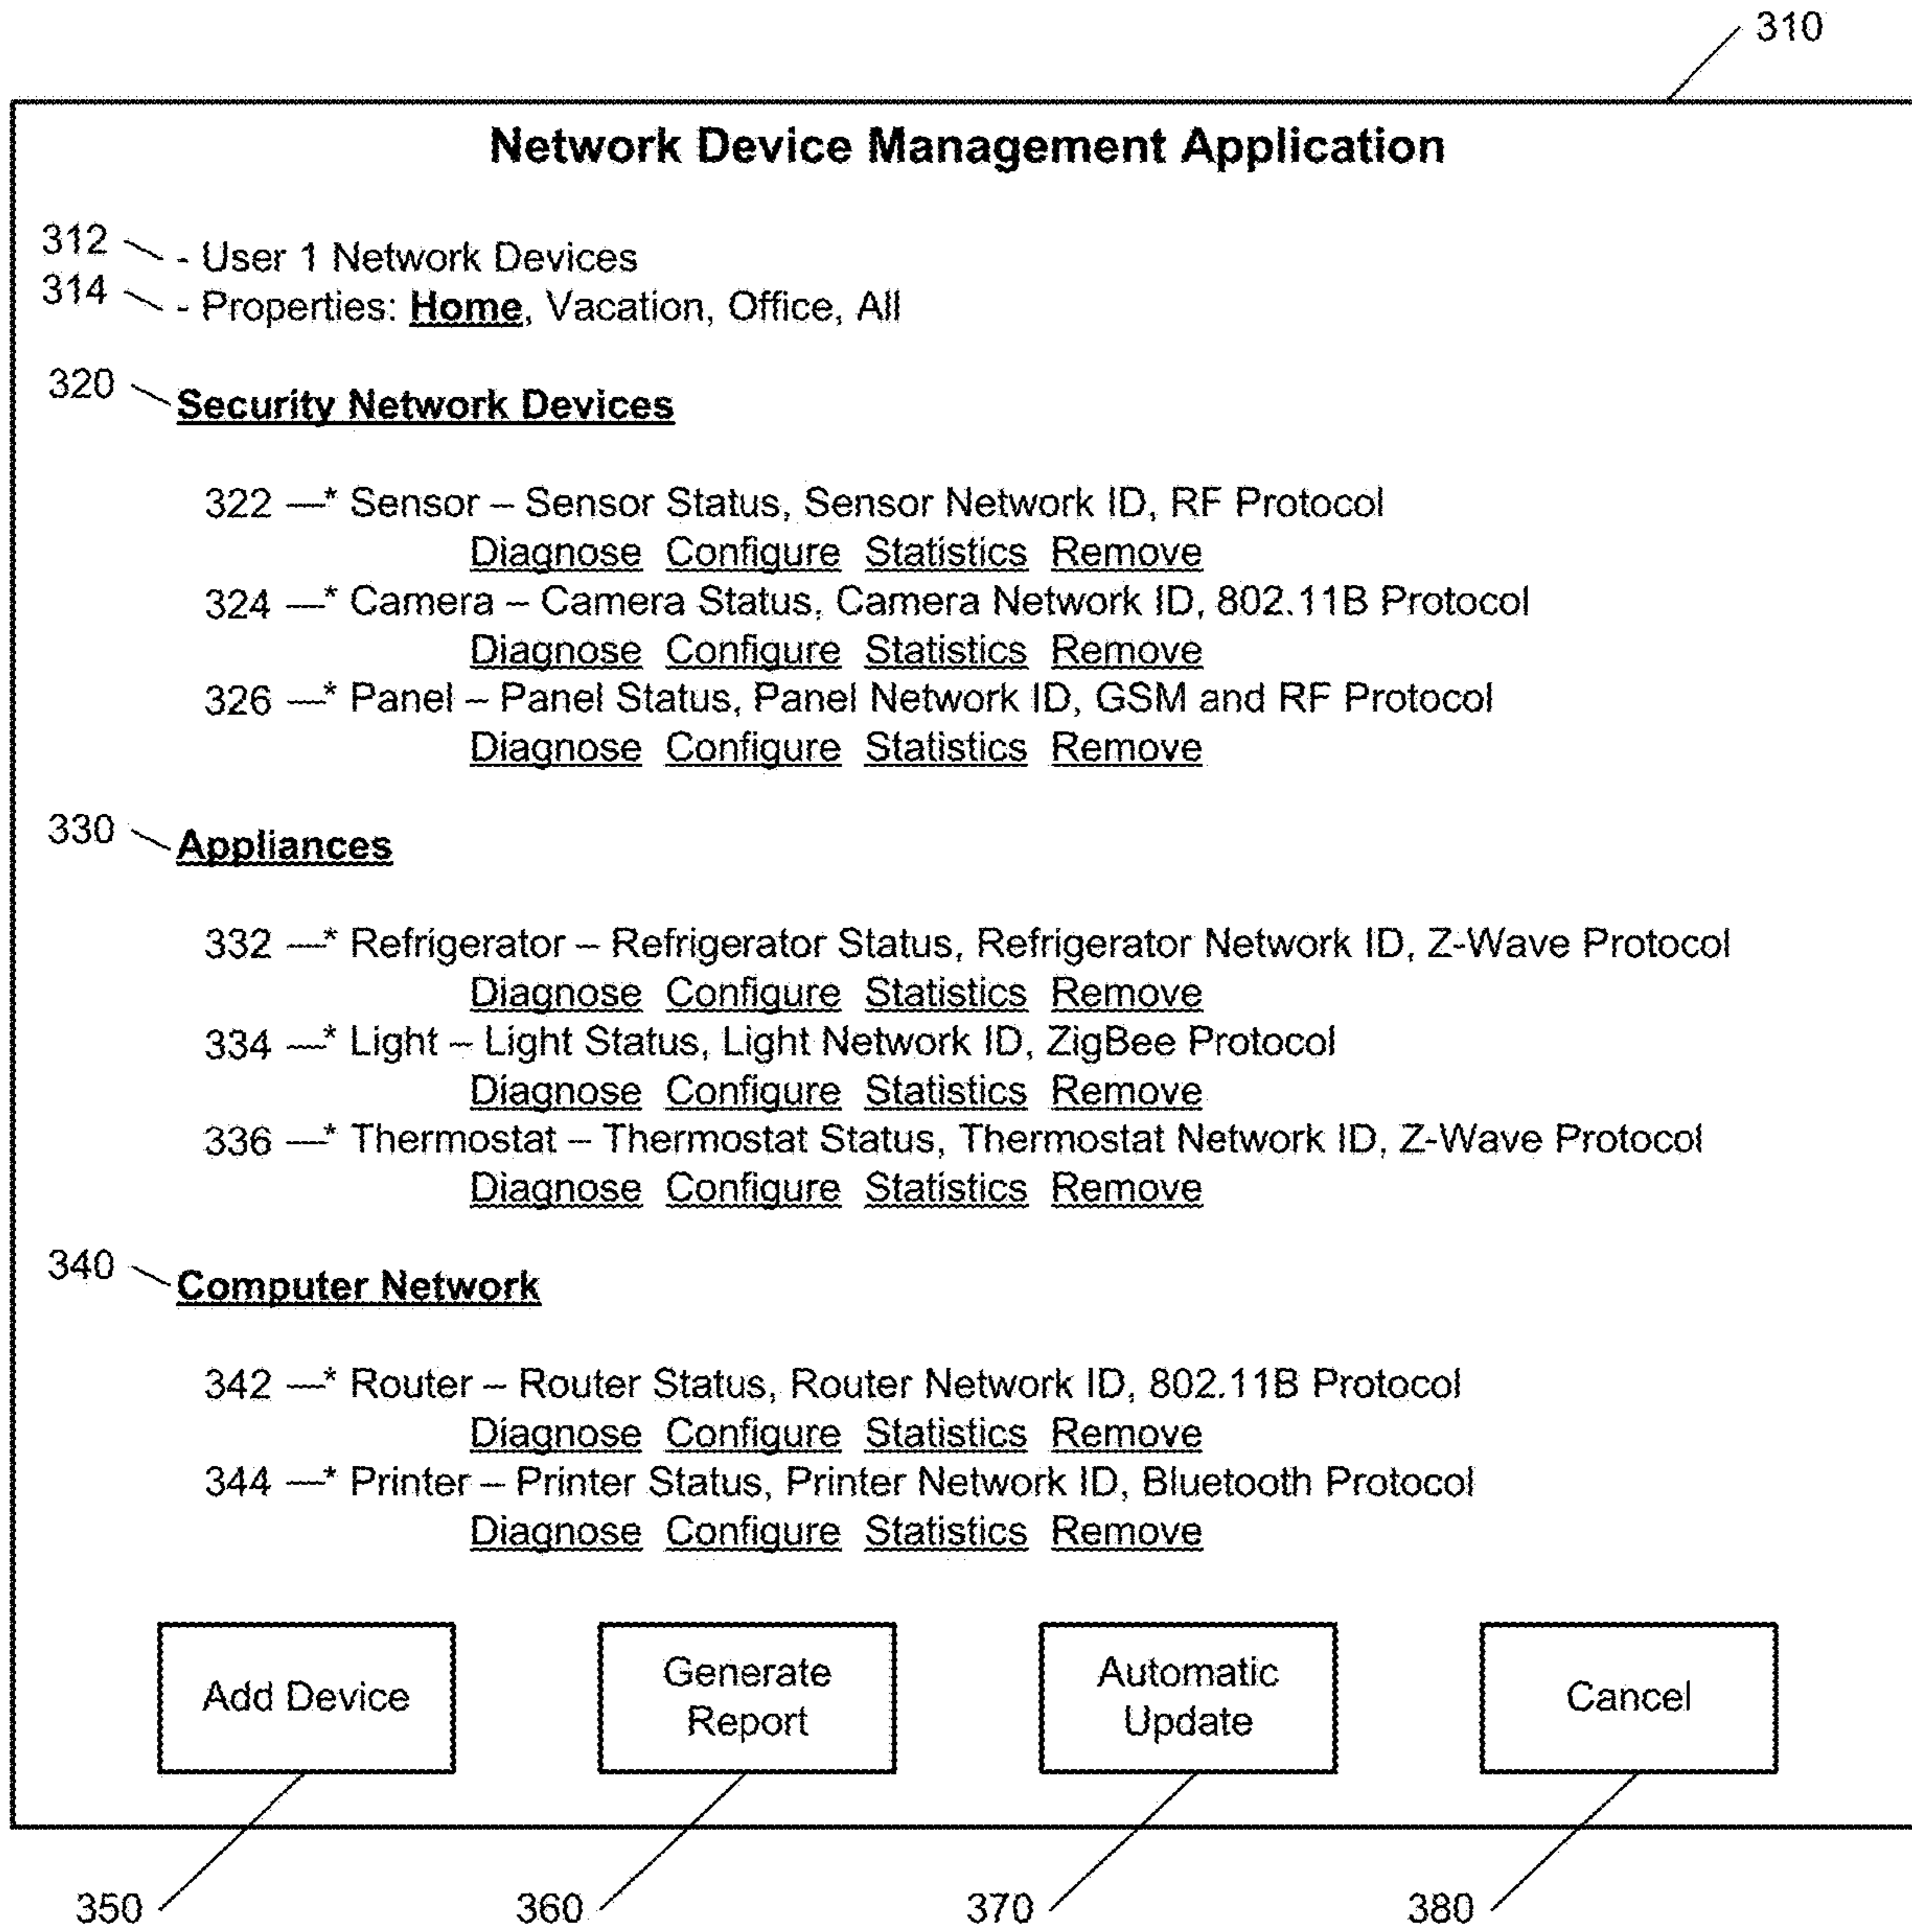 310
Network Device Management Application
312 - User 1 Network Devices
314 - Properties: Home, Vacation, Office, All
320 Security Network Devices
322 —* Sensor – Sensor Status, Sensor Network ID, RF Protocol
Diagnose Configure Statistics Remove
324 —* Camera – Camera Status, Camera Network ID, 802.11B Protocol
Diagnose Configure Statistics Remove
326 —* Panel – Panel Status, Panel Network ID, GSM and RF Protocol
Diagnose Configure Statistics Remove
330 Appliances
332 —* Refrigerator – Refrigerator Status, Refrigerator Network ID, Z-Wave Protocol
Diagnose Configure Statistics Remove
334 —* Light – Light Status, Light Network ID, ZigBee Protocol
Diagnose Configure Statistics Remove
336 —* Thermostat – Thermostat Status, Thermostat Network ID, Z-Wave Protocol
Diagnose Configure Statistics Remove
340 Computer Network
342 —* Router – Router Status, Router Network ID, 802.11B Protocol
Diagnose Configure Statistics Remove
344 —* Printer – Printer Status, Printer Network ID, Bluetooth Protocol
Diagnose Configure Statistics Remove
Add Device
Generate
Report
Automatic
Update
Cancel
350 360 370 380